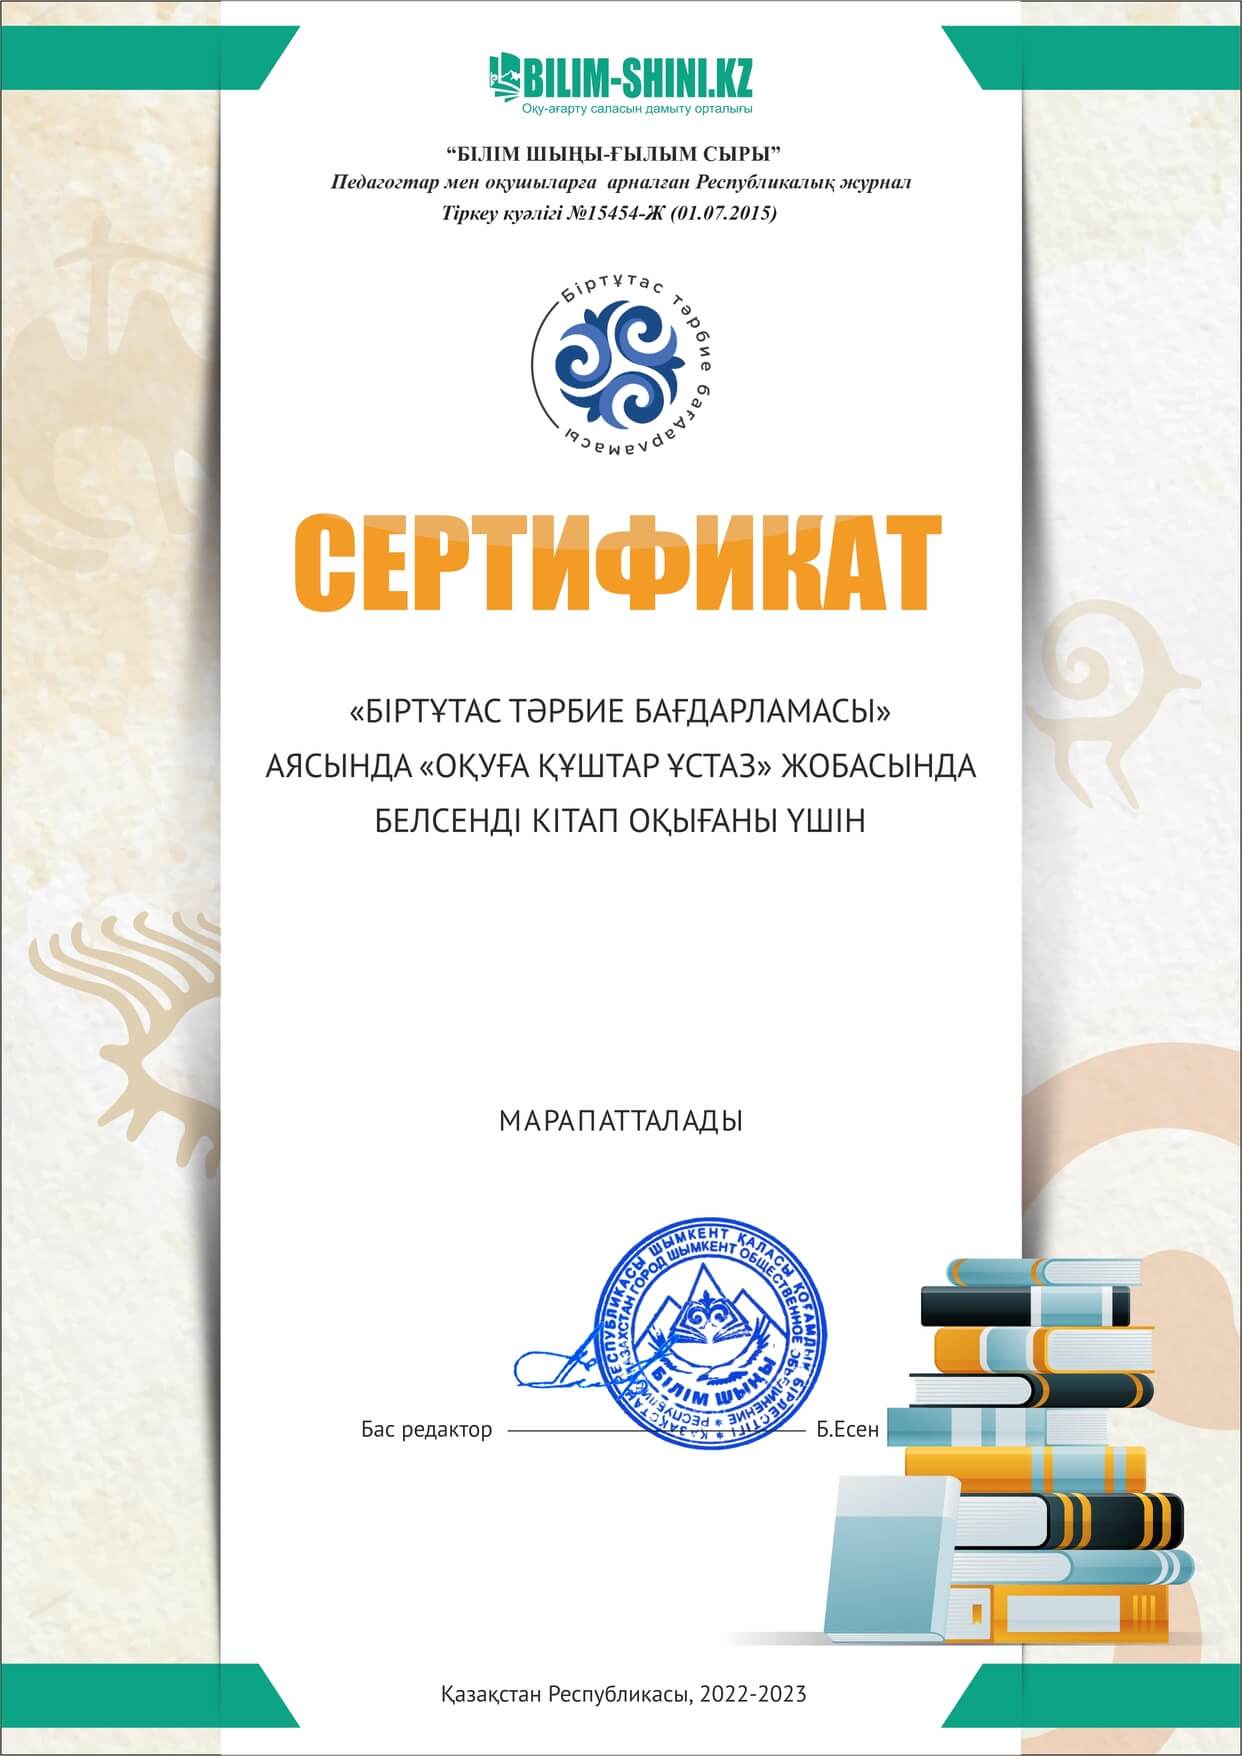 BILIM-SHINI.KZ
Оқу-ағарту саласын дамыту орталығы
“БІЛІМ ШЫҢЫ-ҒЫЛЫМ СЫРЫ”
Педагогтар мен оқушыларға арналған Республикалық журнал
Тіркеу куәлігі №15454-Ж (01.07.2015)
Біртұтас тәрбие бағдарламасы
СЕРТИФИКАТ
«БІРТҰТАС ТӘРБИЕ БАҒДАРЛАМАСЫ»
АЯСЫНДА «ОҚУҒА ҚҰШТАР ҰСТАЗ» ЖОБАСЫНДА
БЕЛСЕНДІ КІТАП ОҚЫҒАНЫ ҮШІН
МАРАПАТТАЛАДЫ
ҚАЗАҚСТАН РЕСПУБЛИКАСЫ ШЫМКЕНТ ҚАЛАСЫ ҚОҒАМДЫҚ БІРЛЕСТІГІ
РЕСПУБЛИКА КАЗАХСТАН ГОРОД ШЫМКЕНТ ОБЩЕСТВЕННОЕ ОБЪЕДИНЕНИЕ
БІЛІМ ШЫҢЫ
Бас редактор Б.Есен
Қазақстан Республикасы, 2022-2023